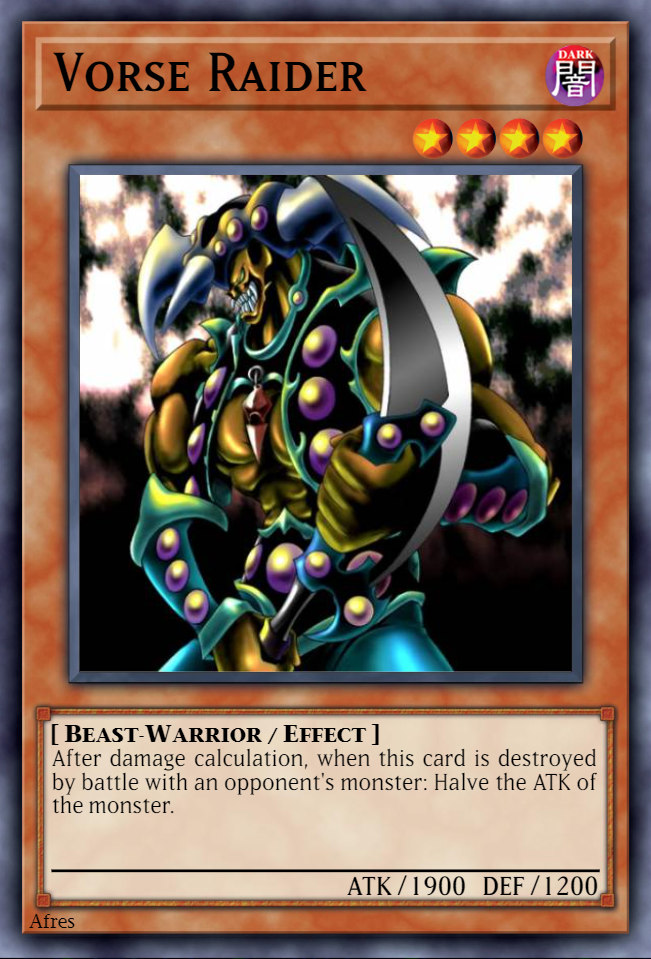 Vorse Raider
DARK
闇
[ Beast-Warrior / Effect ]
After damage calculation, when this card is destroyed
by battle with an opponent's monster: Halve the ATK of
the monster.
ATK / 1900 DEF / 1200
Afres